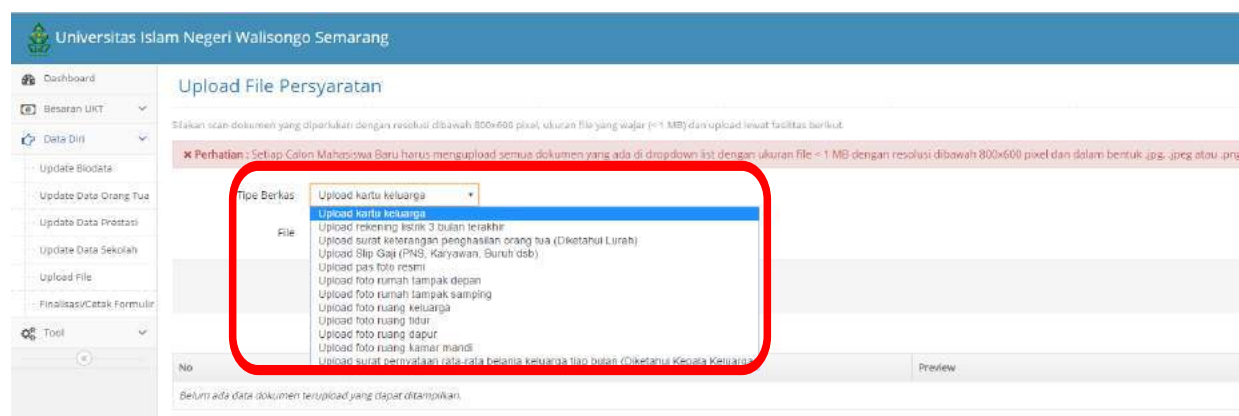 Universitas Islam Negeri Walisongo Semarang
Dashboard
Upload File Persyaratan
Besaran UKT
Silakan scan dokumen yang diperlukan dengan resolusi dibawah 800x600 pixel, ukuran file yang wajar (< 1 MB) dan upload lewat fasilitas berikut
Data Diri
✖ Perhatian : Setiap Calon Mahasiswa Baru harus mengupload semua dokumen yang ada di dropdown list dengan ukuran file < 1 MB dengan resolusi dibawah 800x600 pixel dan dalam bentuk .jpg, .jpeg atau .png
Update Biodata
Update Data Orang Tua
Tipe Berkas
Upload kartu keluarga
Upload kartu keluarga
Update Data Prestasi
Upload rekening listrik 3 bulan terakhir
File
Upload surat keterangan penghasilan orang tua (Diketahui Lurah)
Update Data Sekolah
Upload Slip Gaji (PNS, Karyawan, Buruh dsb)
Upload pas foto resmi
Upload File
Upload foto rumah tampak depan
Upload foto rumah tampak samping
Finalisasi/Cetak Formulir
Upload foto ruang keluarga
Upload foto ruang tidur
Tool
Upload foto ruang dapur
Upload foto ruang kamar mandi
Upload surat pernyataan rata-rata belanja keluarga tiap bulan (Diketahui Kepala Keluarga
No
Preview
Belum ada data dokumen terupload yang dapat ditampilkan.